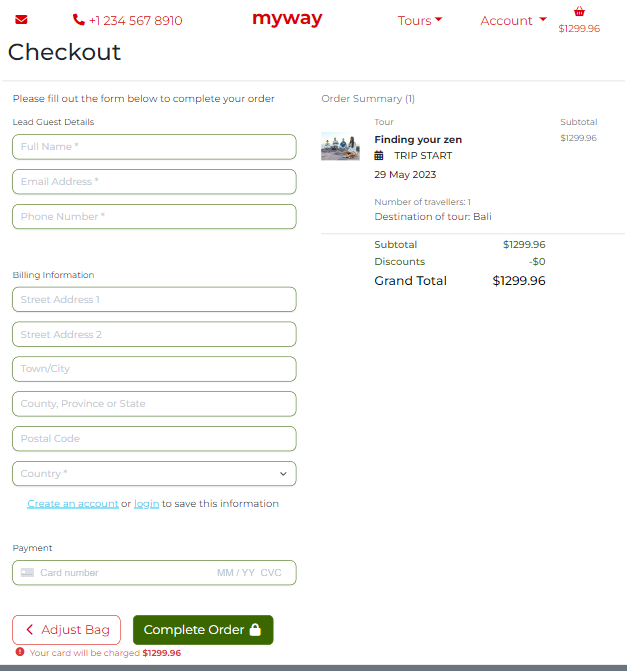 +1 234 567 8910
myway
Tours
Account
$1299.96
Checkout
Please fill out the form below to complete your order
Lead Guest Details
Full Name *
Email Address *
Phone Number *
Billing Information
Street Address 1
Street Address 2
Town/City
County, Province or State
Postal Code
Country *
Create an account or login to save this information
Payment
Card number MM / YY CVC
Adjust Bag
Complete Order
Your card will be charged $1299.96
Order Summary (1)
Tour Subtotal
Finding your zen $1299.96
TRIP START
29 May 2023
Number of travellers: 1
Destination of tour: Bali
Subtotal $1299.96
Discounts -$0
Grand Total $1299.96